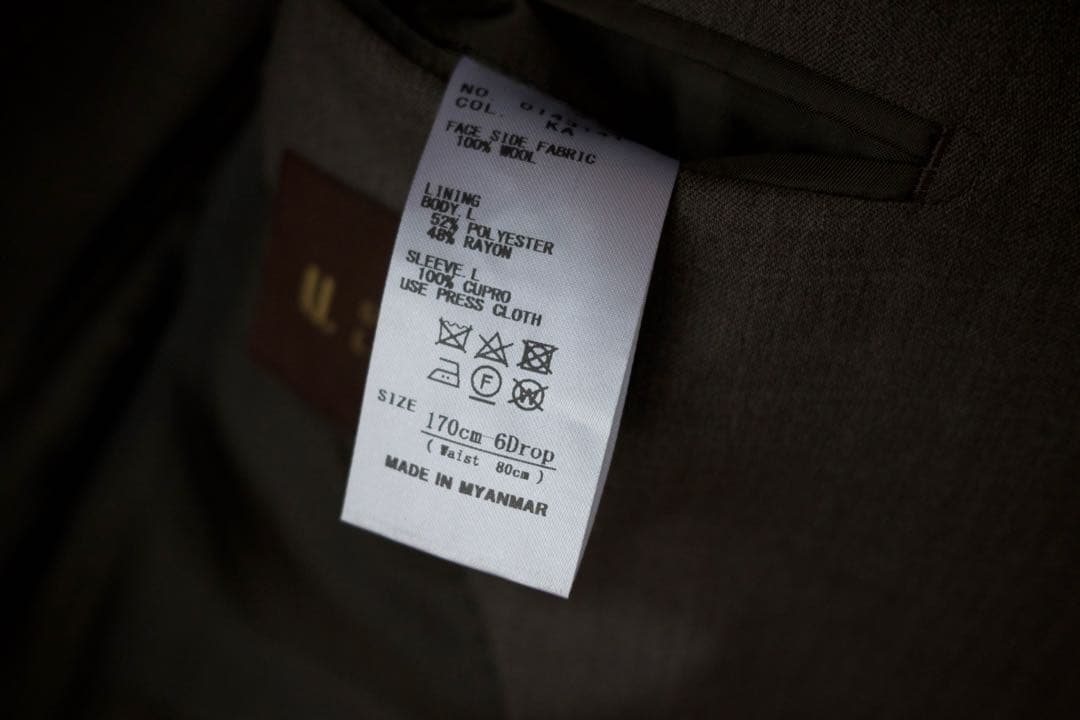 NO
COL. KA
FACE SIDE FABRIC
100% WOOL
LINING
BODY.L
52% POLYESTER
48% RAYON
SLEEVE.L
100% CUPRO
USE PRESS CLOTH
F
W
SIZE
170cm 6Drop
( Waist 80cm )
MADE IN MYANMAR
U.